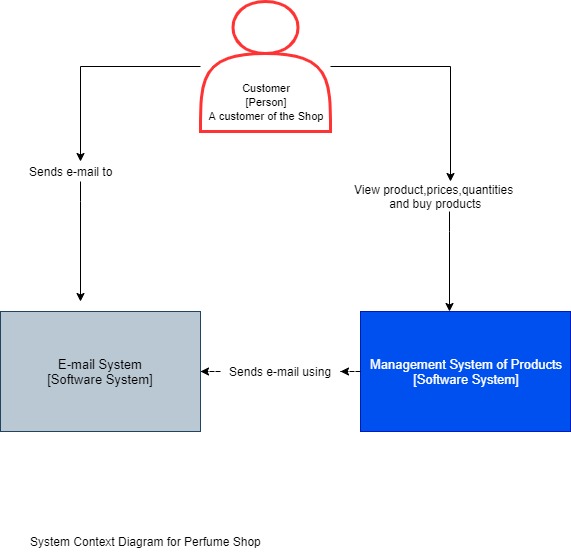 Customer
[Person]
A customer of the Shop
Sends e-mail to
View product,prices,quantities
and buy products
E-mail System
[Software System]
Sends e-mail using
Management System of Products
[Software System]
System Context Diagram for Perfume Shop